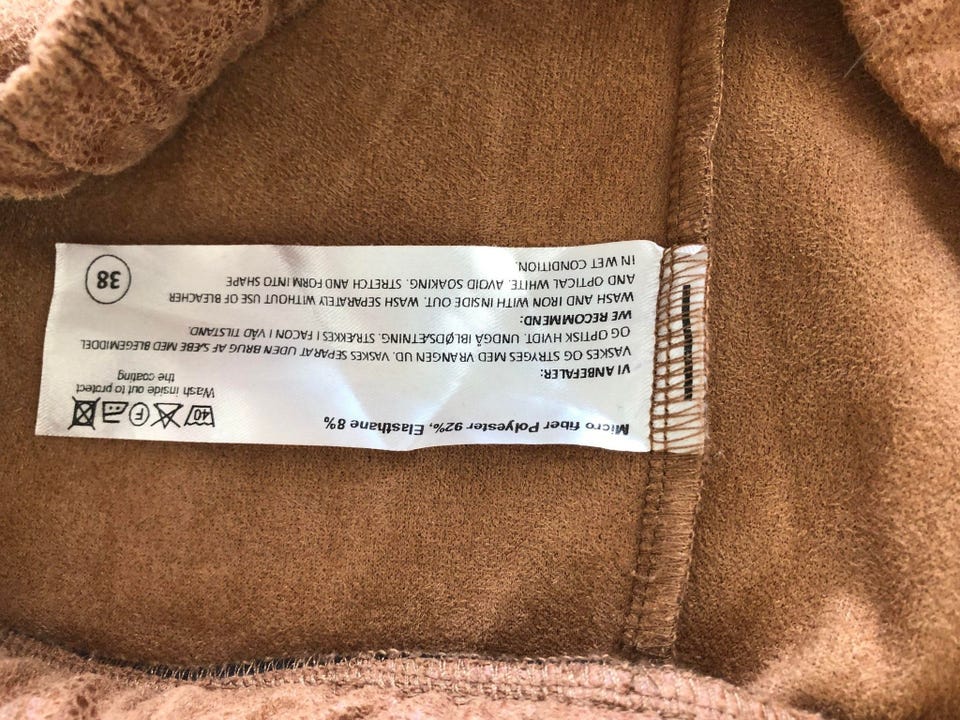 Micro fiber Polyester 92%, Elasthane 8%
40 F
Wash inside out to protect
the coating
VI ANBEFALER:
VASKES OG STRYGES MED VRANGEN UD. VASKES SEPARAT UDEN BRUG AF SÆBE MED BLEGEMIDDEL
OG OPTISK HVIDT. UNDGÅ IBLØDSÆTNING. STRÆKKES I FACON I VÅD TILSTAND.
WE RECOMMEND:
WASH AND IRON WITH INSIDE OUT. WASH SEPARATELY WITHOUT USE OF BLEACHER
AND OPTICAL WHITE. AVOID SOAKING. STRETCH AND FORM INTO SHAPE
IN WET CONDITION.
38